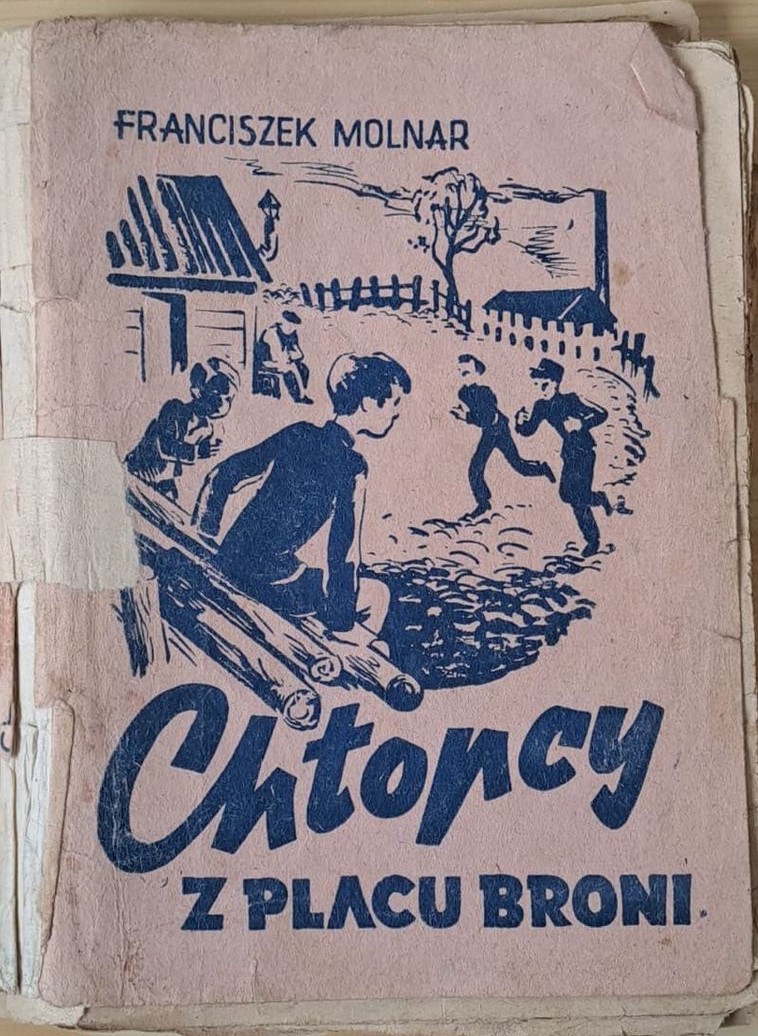 FRANCISZEK MOLNAR
Chłopcy
Z PLACU BRONI.